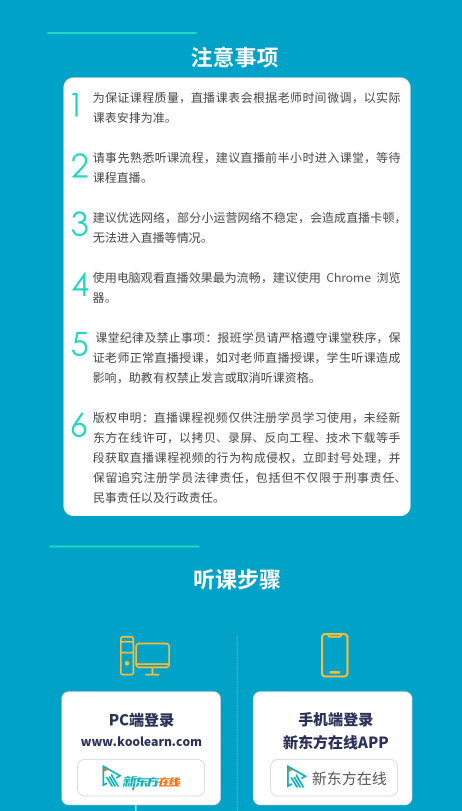 注意事项
1 为保证课程质量，直播课表会根据老师时间微调，以实际
课表安排为准。
2 请事先熟悉听课流程，建议直播前半小时进入课堂，等待
课程直播。
3 建议优选网络，部分小运营网络不稳定，会造成直播卡顿，
无法进入直播等情况。
4 使用电脑观看直播效果最为流畅，建议使用 Chrome 浏览
器。
5 课堂纪律及禁止事项：报班学员请严格遵守课堂秩序，保
证老师正常直播授课，如对老师直播授课，学生听课造成
影响，助教有权禁止发言或取消听课资格。
6 版权申明：直播课程视频仅供注册学员学习使用，未经新
东方在线许可，以拷贝、录屏、反向工程、技术下载等手
段获取直播课程视频的行为构成侵权，立即封号处理，并
保留追究注册学员法律责任，包括但不仅限于刑事责任、
民事责任以及行政责任。
听课步骤
PC端登录
www.koolearn.com
新东方在线
手机端登录
新东方在线APP
新东方在线